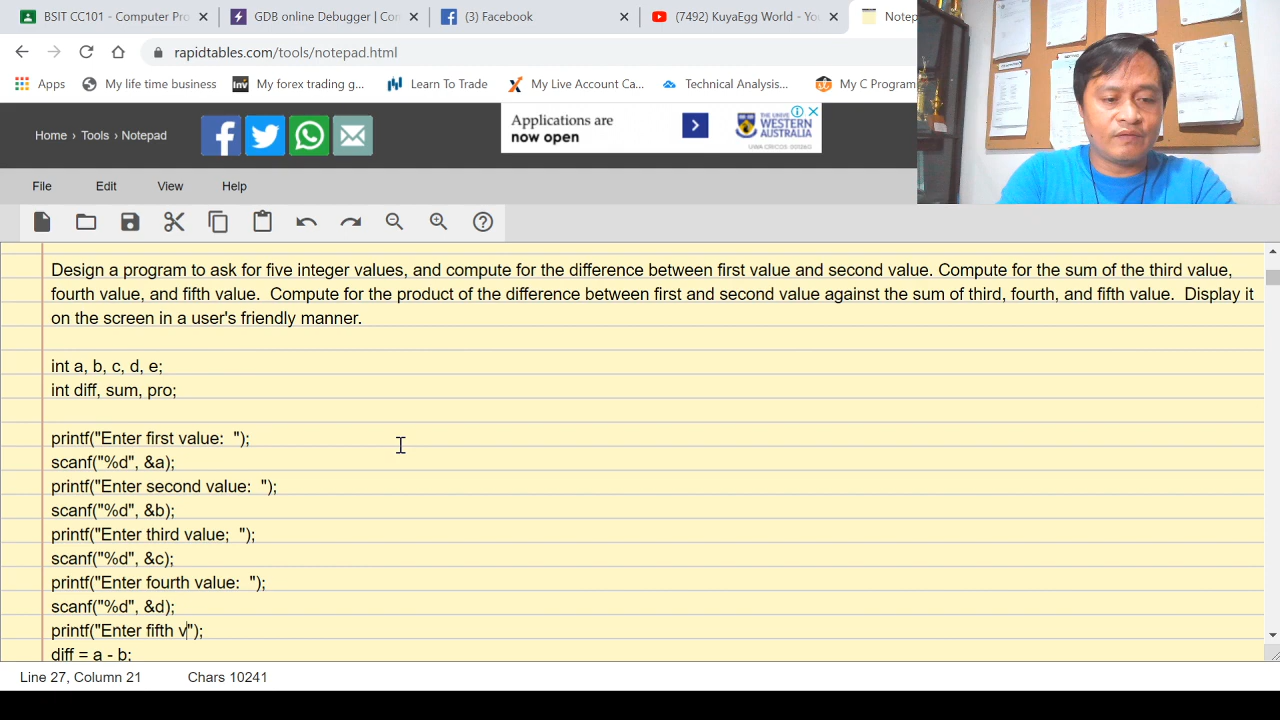 BSIT CC101 - Computer Pro
GDB online Debugger | Con
(3) Facebook
(7492) KuyaEgg World - Yo
Notep
rapidtables.com/tools/notepad.html
Apps
My life time business
Inv
My forex trading g...
Learn To Trade
My Live Account Ca...
Technical Analysis...
My C Program
Home › Tools › Notepad
Applications are
now open
THE UNIV. OF
WESTERN
AUSTRALIA
UWA CRICOS 00126G
File
Edit
View
Help
Design a program to ask for five integer values, and compute for the difference between first value and second value. Compute for the sum of the third value,
fourth value, and fifth value.  Compute for the product of the difference between first and second value against the sum of third, fourth, and fifth value.  Display it
on the screen in a user's friendly manner.
int a, b, c, d, e;
int diff, sum, pro;
printf("Enter first value:  ");
scanf("%d", &a);
printf("Enter second value:  ");
scanf("%d", &b);
printf("Enter third value;  ");
scanf("%d", &c);
printf("Enter fourth value:  ");
scanf("%d", &d);
printf("Enter fifth v");
diff = a - b;
Line 27, Column 21
Chars 10241